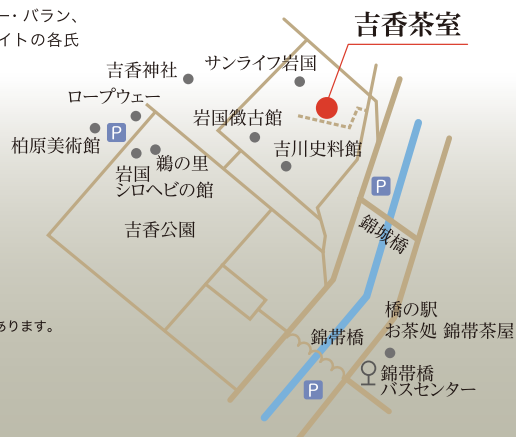 ー・バラン、
イトの各氏
吉香茶室
吉香神社
サンライフ岩国
ロープウェー
岩国徴古館
P
柏原美術館
吉川史料館
鵜の里
岩国
シロヘビの館
P
吉香公園
錦城橋
あります。
橋の駅
お茶処 錦帯茶屋
錦帯橋
錦帯橋
バスセンター
P